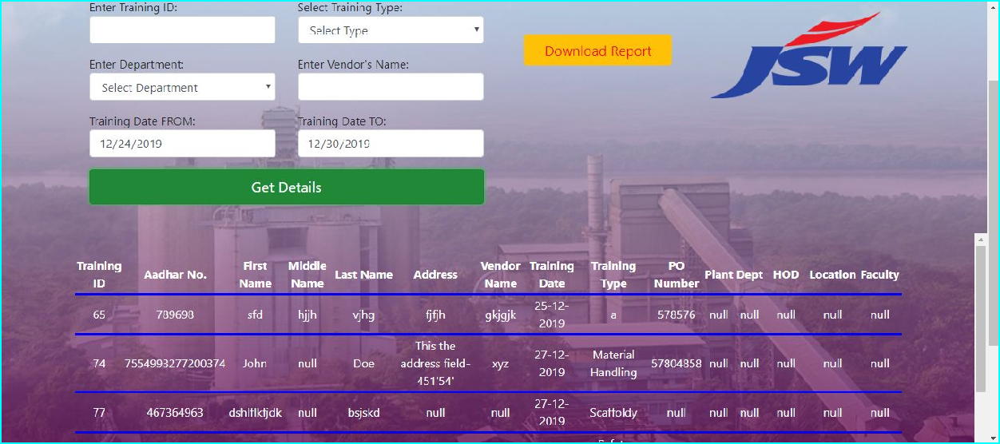 Enter Training ID:
Select Training Type:
Select Type
Download Report
JSW
Enter Department:
Enter Vendor's Name:
Select Department
Training Date FROM:
Training Date TO:
12/24/2019
12/30/2019
Get Details
Training ID Aadhar No. First Name Middle Name Last Name Address Vendor Name Training Date Training Type PO Number Plant Dept HOD Location Faculty
65 789698 sfd hjjh vjhg fjfjh gkjgjk 25-12-2019 a 578576 null null null null null
74 7554993277200374 John null Doe This the address field-451'54' xyz 27-12-2019 Material Handling 57804858 null null null null null
77 467364963 dshlflkfjdk null bsjskd null null 27-12-2019 Scaffoldy null null null null null null